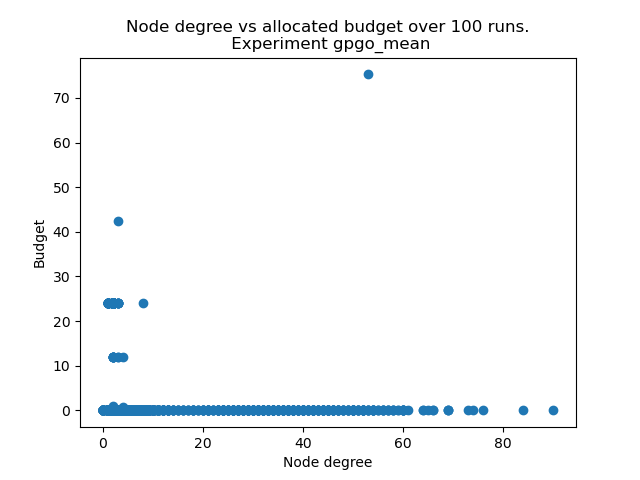 Node degree vs allocated budget over 100 runs.
Experiment gpgo_mean
70
60
50
40
30
20
10
0
Budget
0 20 40 60 80
Node degree